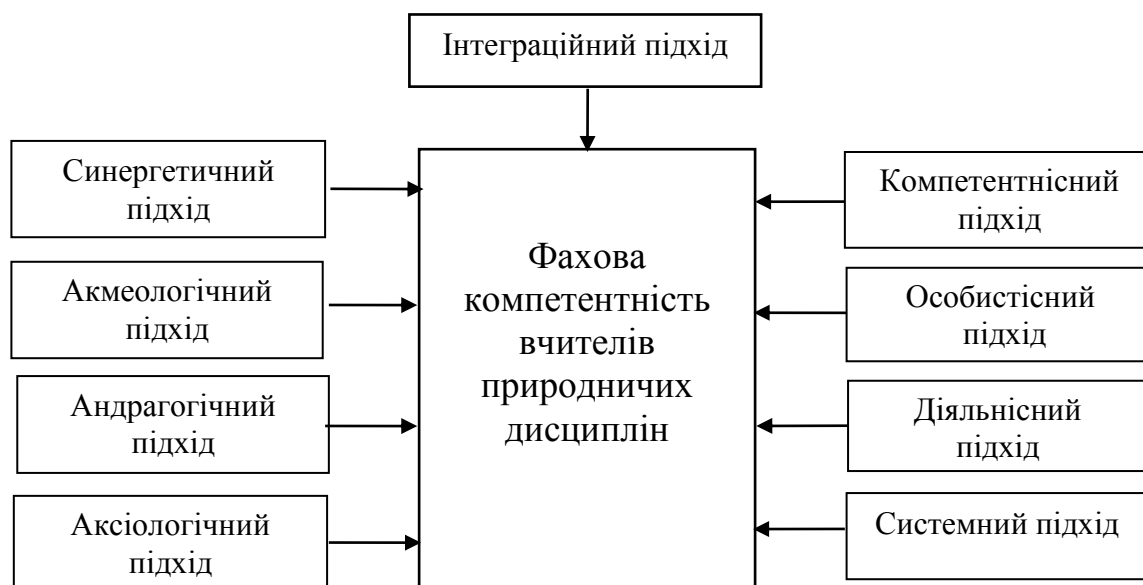 Інтеграційний підхід
Синергетичний
підхід
Акмеологічний
підхід
Андрагогічний
підхід
Аксіологічний
підхід
Фахова
компетентність
вчителів
природничих
дисциплін
Компетентнісний
підхід
Особистісний
підхід
Діяльнісний
підхід
Системний підхід